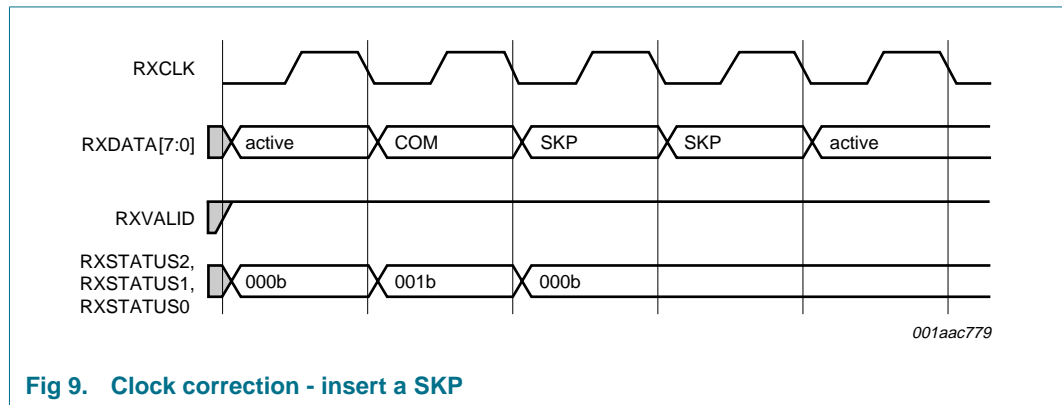 RXCLK
RXDATA[7:0]
active
COM
SKP
SKP
active
RXVALID
RXSTATUS2,
RXSTATUS1,
RXSTATUS0
000b
001b
000b
001aac779
Fig 9. Clock correction - insert a SKP